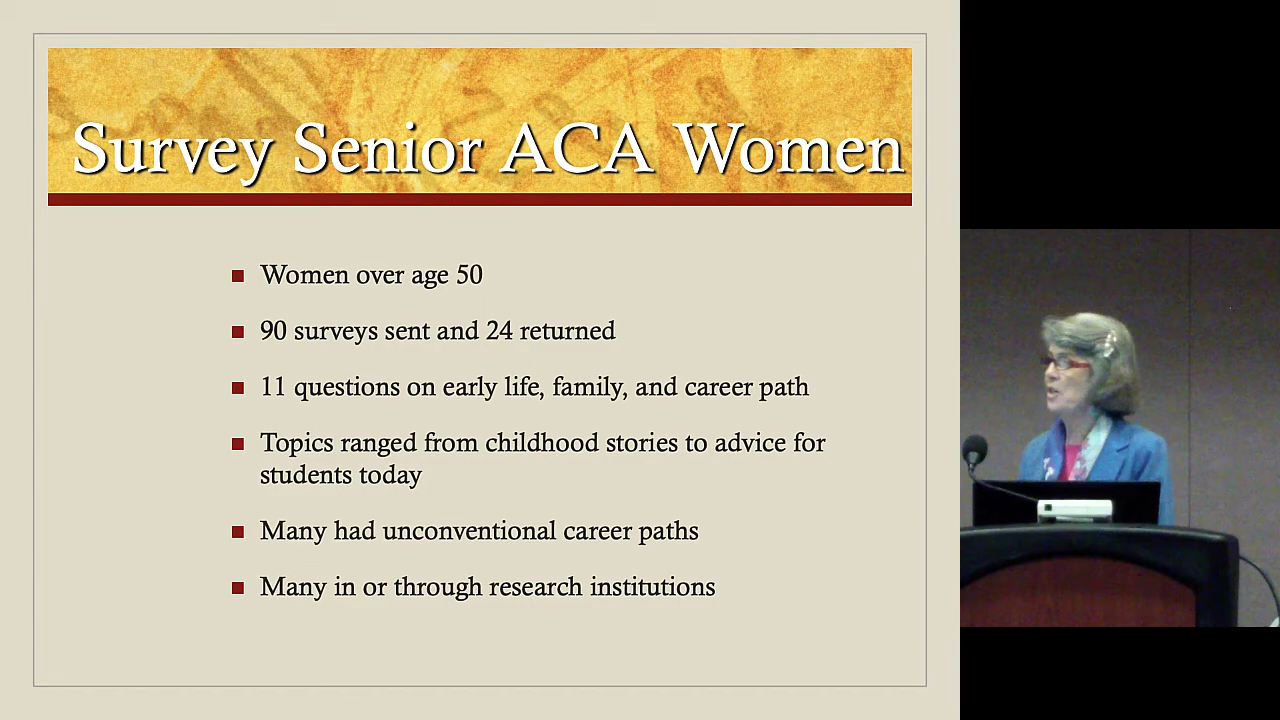 Survey Senior ACA Women
Women over age 50
90 surveys sent and 24 returned
11 questions on early life, family, and career path
Topics ranged from childhood stories to advice for
students today
Many had unconventional career paths
Many in or through research institutions